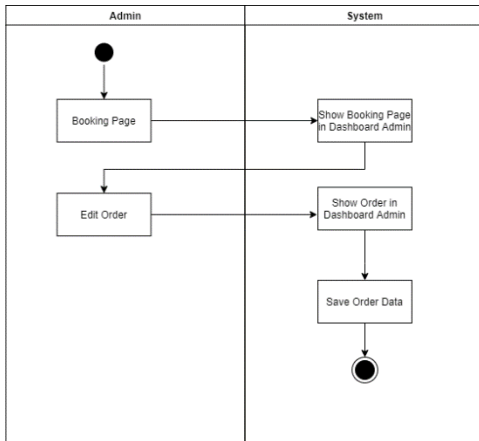 Admin
System
Booking Page
Show Booking Page
in Dashboard Admin
Edit Order
Show Order in
Dashboard Admin
Save Order Data